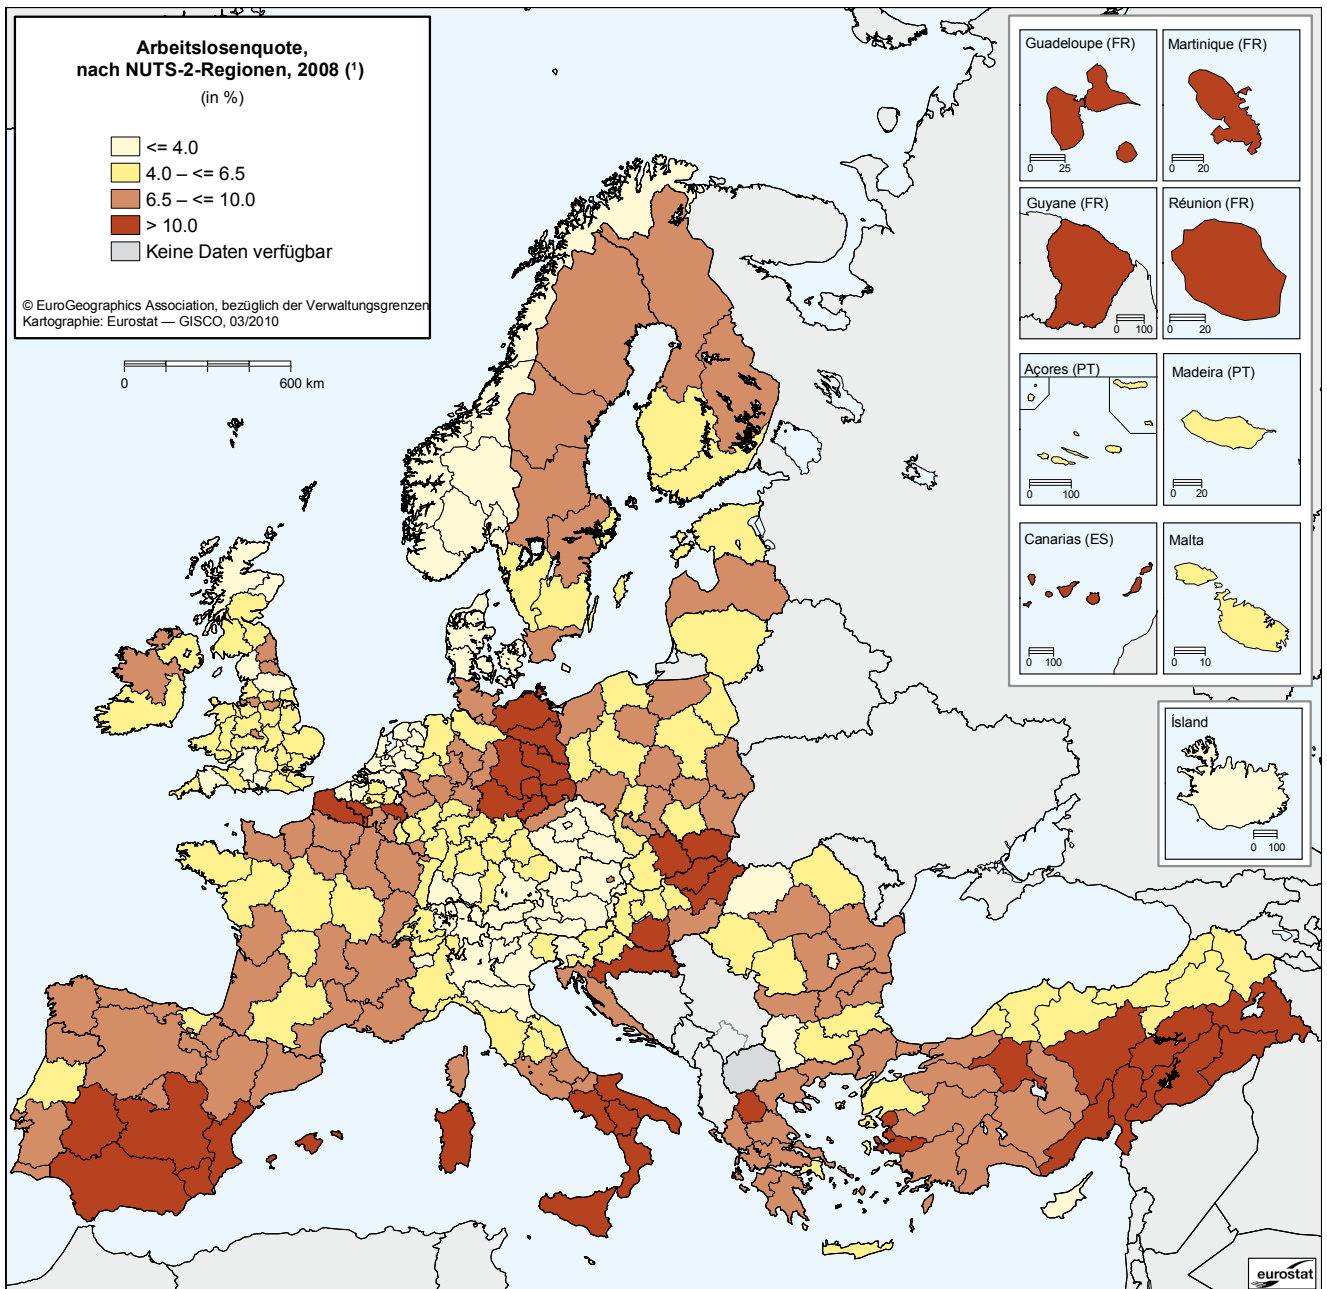 Arbeitslosenquote,
nach NUTS-2-Regionen, 2008 (¹)
(in %)
<= 4.0
4.0 – <= 6.5
6.5 – <= 10.0
> 10.0
Keine Daten verfügbar
© EuroGeographics Association, bezüglich der Verwaltungsgrenzen
Kartographie: Eurostat — GISCO, 03/2010
0 600 km
Guadeloupe (FR)
0 25
Martinique (FR)
0 20
Guyane (FR)
0 100
Réunion (FR)
0 20
Açores (PT)
0 100
Madeira (PT)
0 20
Canarias (ES)
0 100
Malta
0 10
Ísland
0 100
eurostat